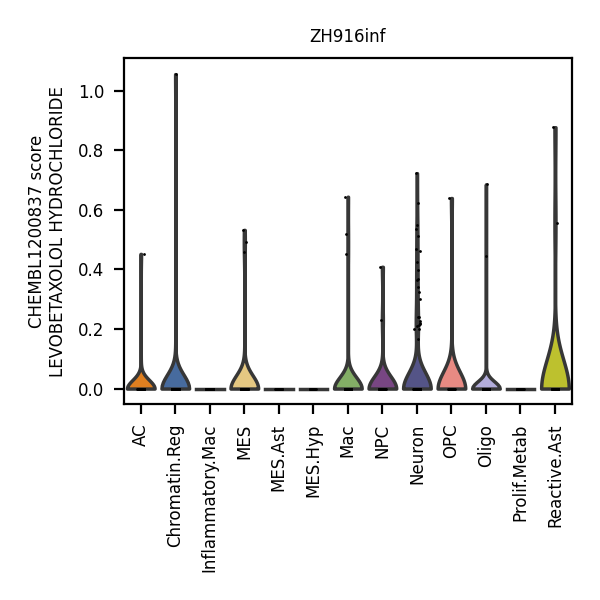 ZH916inf
CHEMBL1200837 score
LEVOBETAXOLOL HYDROCHLORIDE
1.0
0.8
0.6
0.4
0.2
0.0
AC
Chromatin.Reg
Inflammatory.Mac
MES
MES.Ast
MES.Hyp
Mac
NPC
Neuron
OPC
Oligo
Prolif.Metab
Reactive.Ast